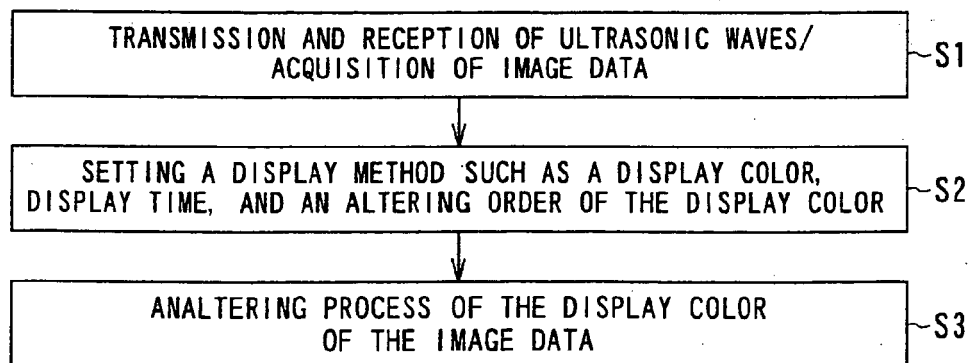 TRANSMISSION AND RECEPTION OF ULTRASONIC WAVES/
ACQUISITION OF IMAGE DATA
S1
SETTING A DISPLAY METHOD SUCH AS A DISPLAY COLOR,
DISPLAY TIME, AND AN ALTERING ORDER OF THE DISPLAY COLOR
S2
ANALTERING PROCESS OF THE DISPLAY COLOR
OF THE IMAGE DATA
S3